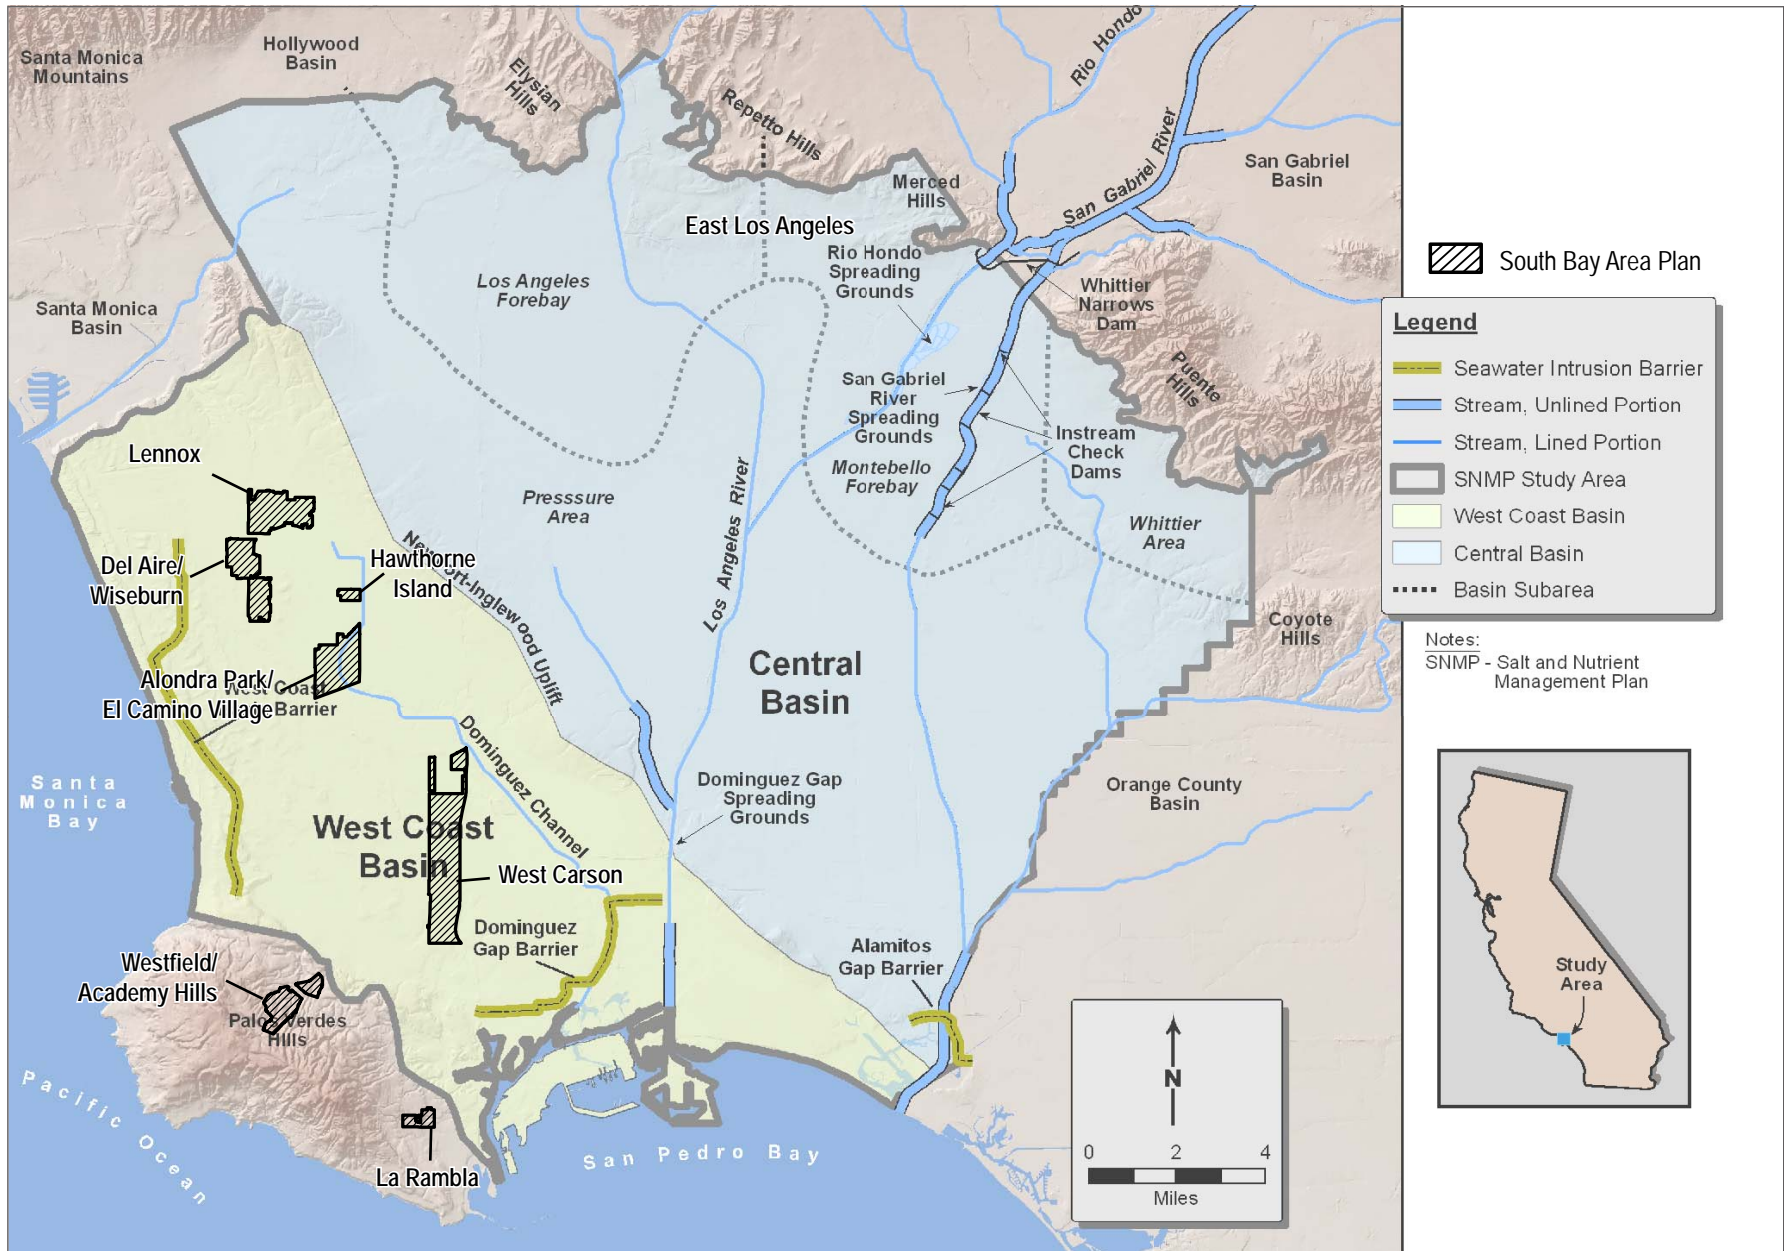 Santa Monica
Mountains
Hollywood
Basin
Elysian
Hills
Repetto Hills
Rio Hondo
San Gabriel River
San Gabriel
Basin
Merced
Hills
East Los Angeles
Rio Hondo
Spreading
Grounds
Los Angeles
Forebay
Whittier
Narrows
Dam
Santa Monica
Basin
Puente
Hills
San Gabriel
River
Spreading
Grounds
Instream
Check
Dams
Montebello
Forebay
Lennox
Presssure
Area
Whittier
Area
Los Angeles River
Newport-Inglewood Uplift
Del Aire/
Wiseburn
Hawthorne
Island
Coyote
Hills
Central
Basin
Alondra Park/
El Camino Village
West Coast
Barrier
Dominguez Channel
Santa
Monica
Bay
Dominguez Gap
Spreading
Grounds
Orange County
Basin
West Coast
Basin
West Carson
Dominguez
Gap Barrier
Alamitos
Gap Barrier
Westfield/
Academy Hills
Palos Verdes
Hills
Pacific Ocean
La Rambla
San Pedro Bay
N
0 2 4
Miles
South Bay Area Plan
Legend
Seawater Intrusion Barrier
Stream, Unlined Portion
Stream, Lined Portion
SNMP Study Area
West Coast Basin
Central Basin
Basin Subarea
Notes:
SNMP - Salt and Nutrient
Management Plan
Study
Area